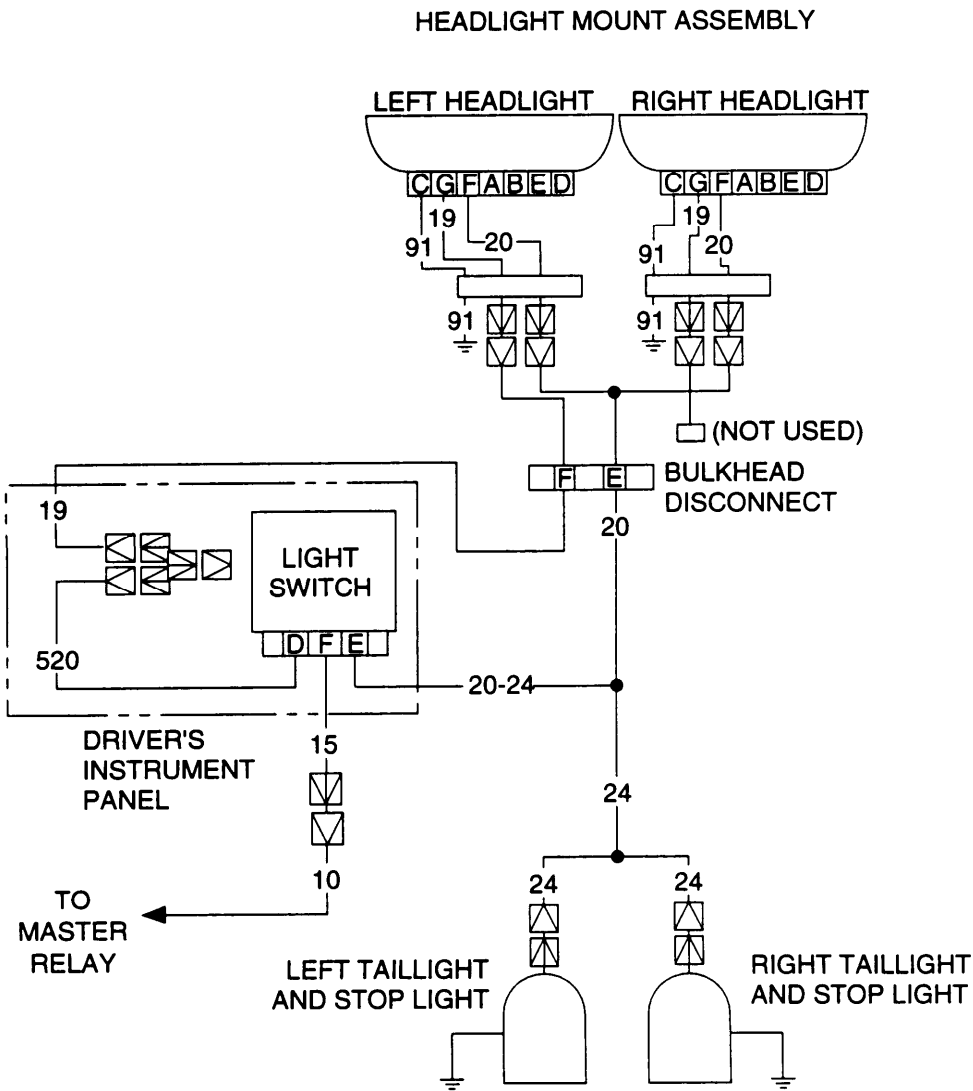 HEADLIGHT MOUNT ASSEMBLY
LEFT HEADLIGHT
RIGHT HEADLIGHT
C G F A B E D
C G F A B E D
19
91
20
19
91
20
91
91
(NOT USED)
F E
BULKHEAD
DISCONNECT
20
19
LIGHT
SWITCH
D F E
520
20-24
DRIVER'S
INSTRUMENT
PANEL
15
24
10
24
24
TO
MASTER
RELAY
LEFT TAILLIGHT
AND STOP LIGHT
RIGHT TAILLIGHT
AND STOP LIGHT